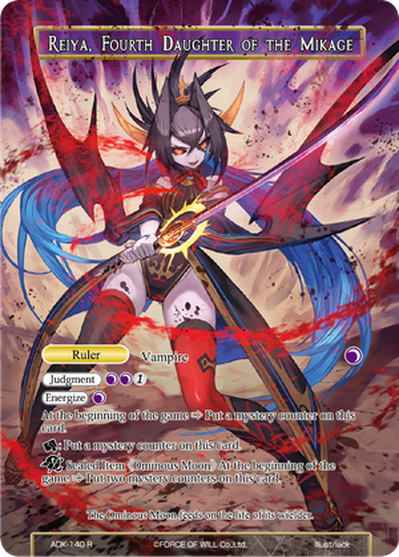 Reiya, Fourth Daughter of the Mikage
Ruler Vampire
Judgment 1
Energize
At the beginning of the game ⇨ Put a mystery counter on this
card.
: Put a mystery counter on this card.
Sealed Item 《Ominous Moon》 At the beginning of the
game ⇨ Put two mystery counters on this card.
The Ominous Moon feeds on the life of its wielder.
ADK-140 R ©FORCE OF WILL Co.,Ltd. Illust/lack